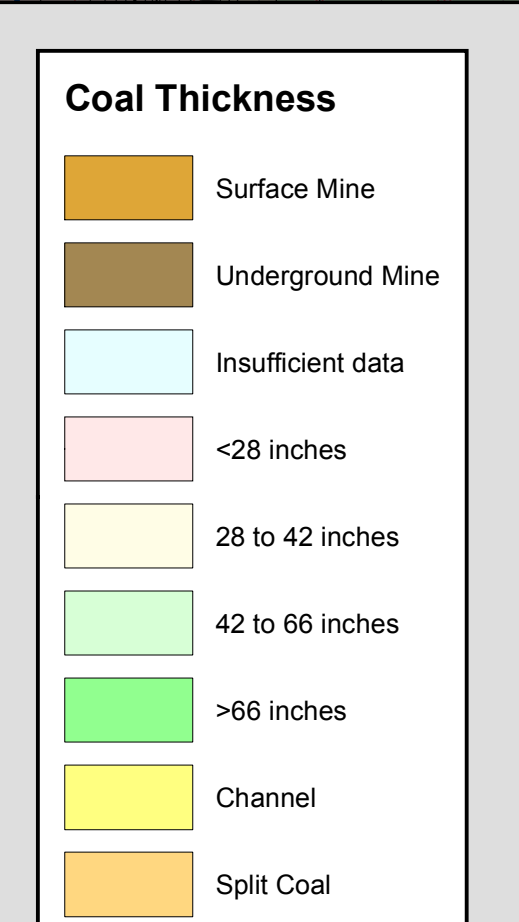 Coal Thickness
Surface Mine
Underground Mine
Insufficient data
<28 inches
28 to 42 inches
42 to 66 inches
>66 inches
Channel
Split Coal